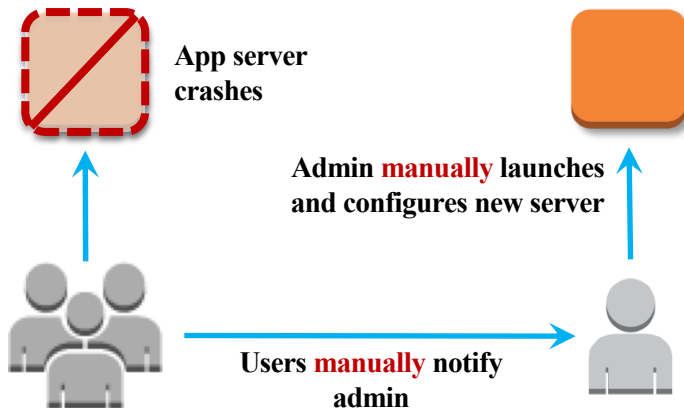 App server
crashes
Admin manually launches
and configures new server
Users manually notify
admin